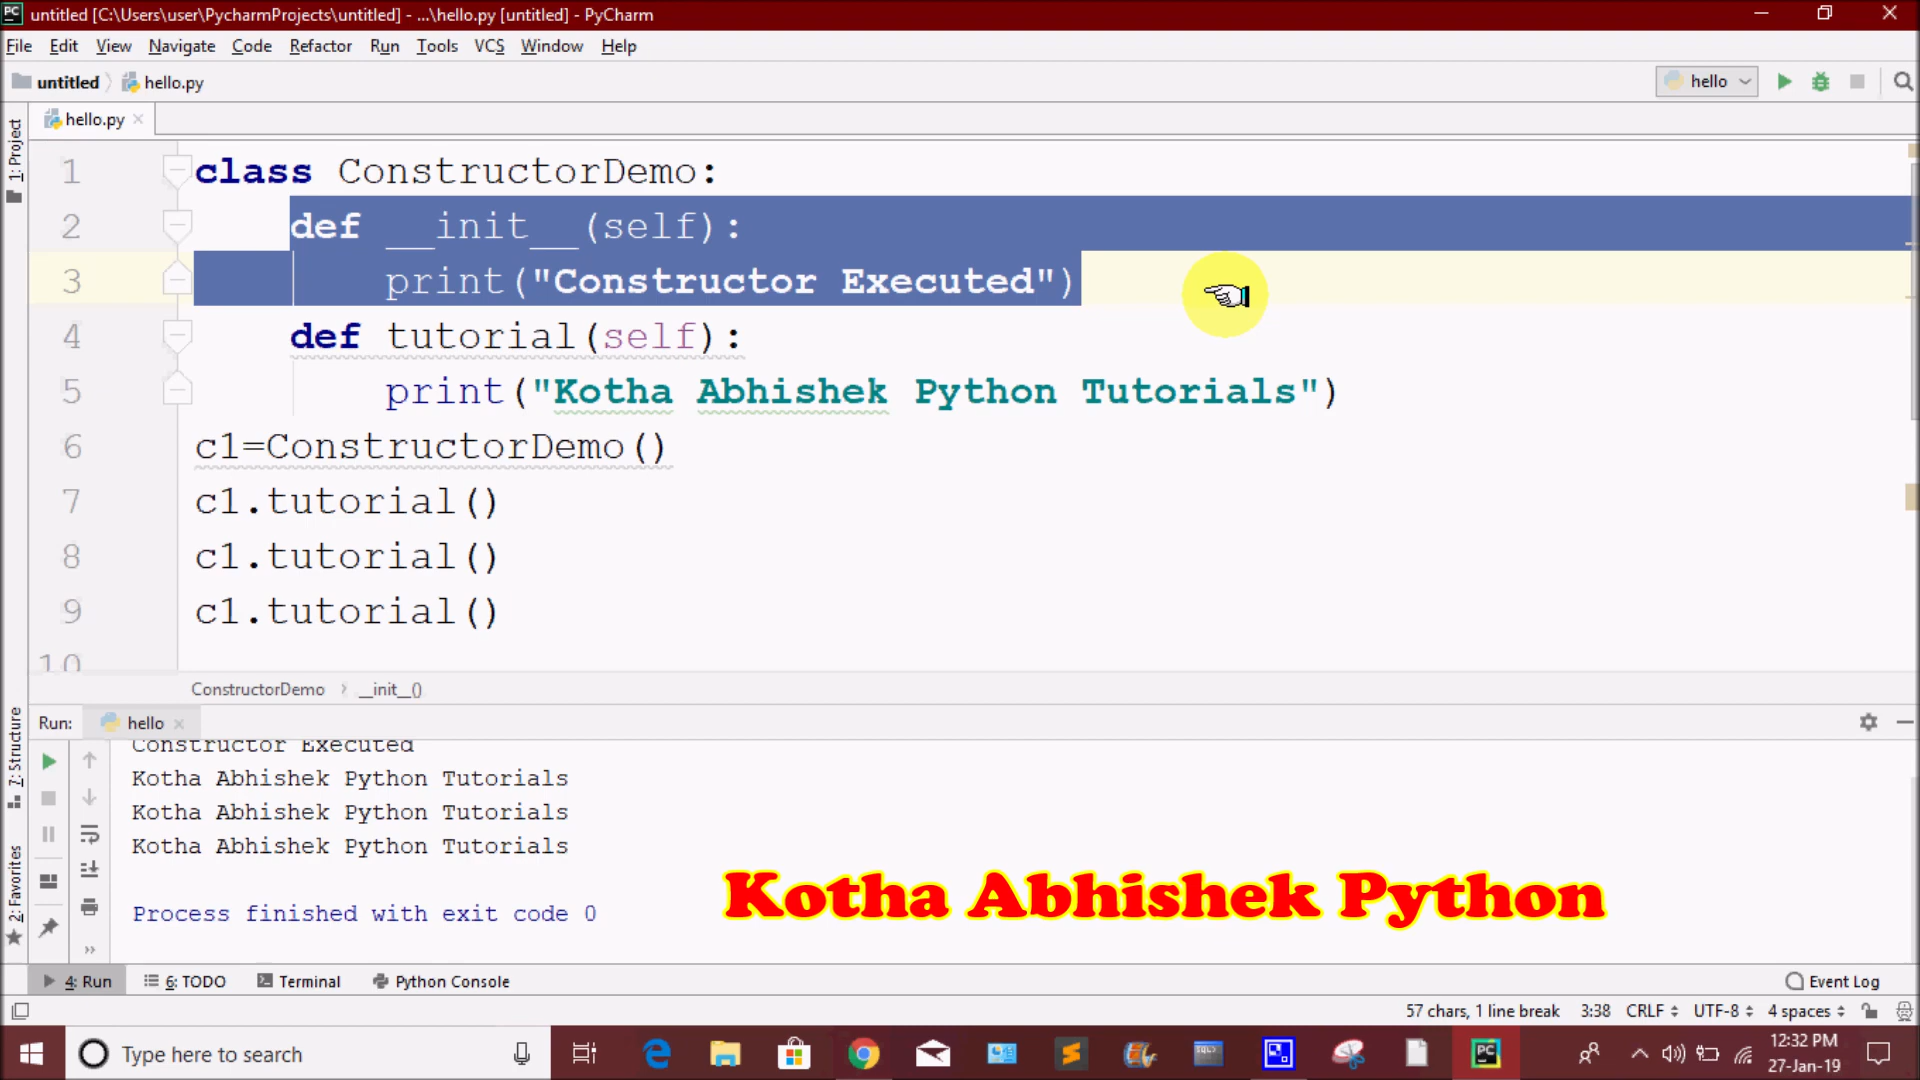 untitled [C:\Users\user\PycharmProjects\untitled] - ...\hello.py [untitled] - PyCharm
File Edit View Navigate Code Refactor Run Tools VCS Window Help
untitled hello.py hello
hello.py
1: Project
1 class ConstructorDemo:
2 def __init__(self):
3 print("Constructor Executed")
4 def tutorial(self):
5 print("Kotha Abhishek Python Tutorials")
6 c1=ConstructorDemo()
7 c1.tutorial()
8 c1.tutorial()
9 c1.tutorial()
10
ConstructorDemo › __init__()
7: Structure
2: Favorites
Run: hello
Constructor Executed
Kotha Abhishek Python Tutorials
Kotha Abhishek Python Tutorials
Kotha Abhishek Python Tutorials
Process finished with exit code 0
Kotha Abhishek Python
4: Run 6: TODO Terminal Python Console Event Log
57 chars, 1 line break 3:38 CRLF UTF-8 4 spaces
Type here to search
12:32 PM
27-Jan-19